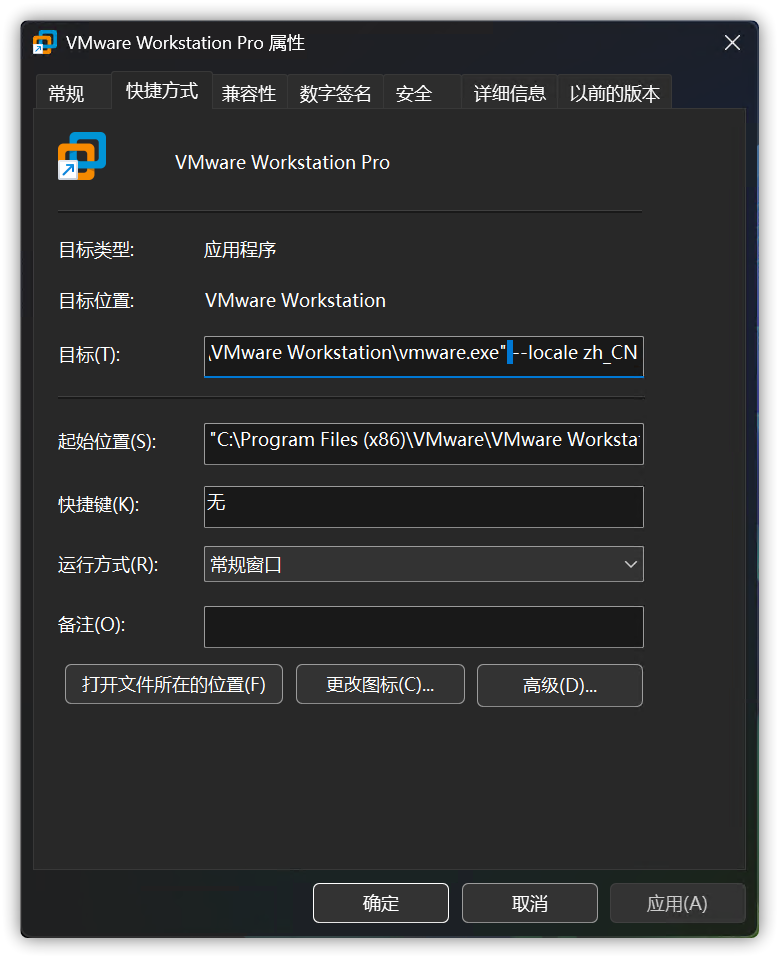 VMware Workstation Pro 属性
常规 快捷方式 兼容性 数字签名 安全 详细信息 以前的版本
VMware Workstation Pro
目标类型: 应用程序
目标位置: VMware Workstation
目标(T): \VMware Workstation\vmware.exe" --locale zh_CN
起始位置(S): "C:\Program Files (x86)\VMware\VMware Worksta
快捷键(K): 无
运行方式(R): 常规窗口
备注(O):
打开文件所在的位置(F) 更改图标(C)... 高级(D)...
确定 取消 应用(A)